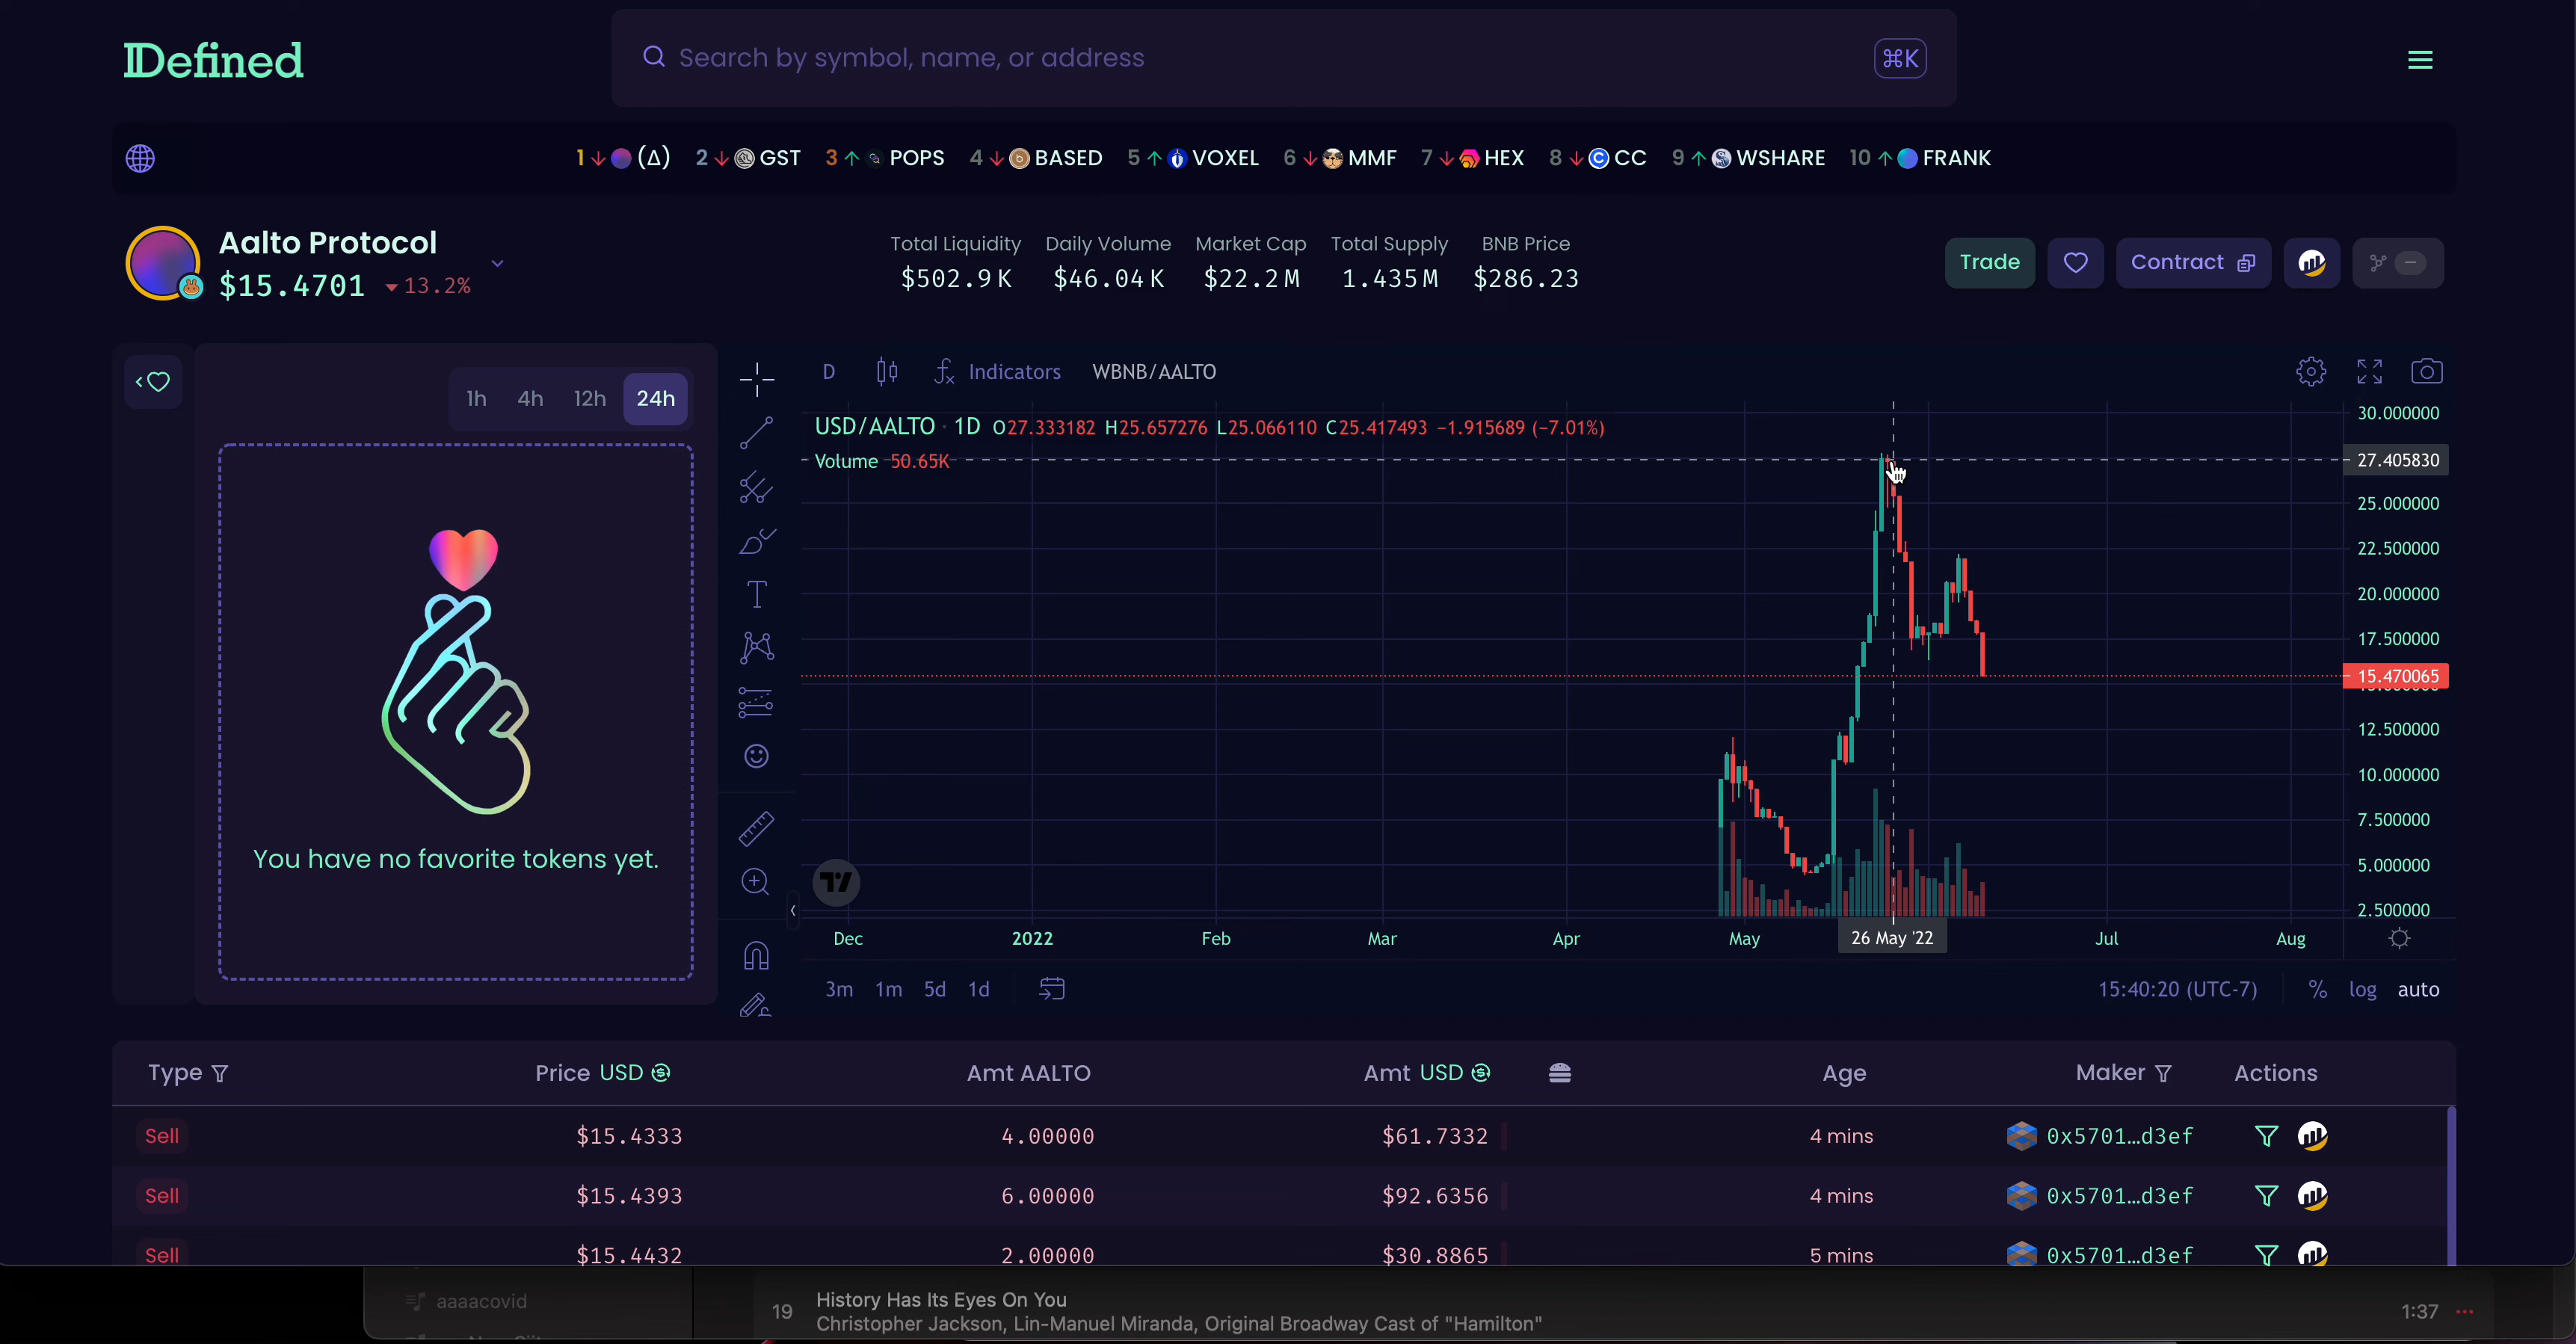 Defined
Search by symbol, name, or address
⌘K
1 (Δ) 2 GST 3 POPS 4 BASED 5 VOXEL 6 MMF 7 HEX 8 CC 9 WSHARE 10 FRANK
Aalto Protocol
$15.4701 13.2%
Total Liquidity Daily Volume Market Cap Total Supply BNB Price
$502.9K $46.04K $22.2M 1.435M $286.23
Trade
Contract
1h 4h 12h 24h
You have no favorite tokens yet.
D Indicators WBNB/AALTO
USD/AALTO · 1D O27.333182 H25.657276 L25.066110 C25.417493 −1.915689 (−7.01%)
Volume 50.65K
30.000000
27.405830
25.000000
22.500000
20.000000
17.500000
15.470065
12.500000
10.000000
7.500000
5.000000
2.500000
Dec 2022 Feb Mar Apr May 26 May '22 Jul Aug
3m 1m 5d 1d
15:40:20 (UTC-7) % log auto
Type Price USD Amt AALTO Amt USD Age Maker Actions
Sell $15.4333 4.00000 $61.7332 4 mins 0x5701…d3ef
Sell $15.4393 6.00000 $92.6356 4 mins 0x5701…d3ef
Sell $15.4432 2.00000 $30.8865 5 mins 0x5701…d3ef
aaaacovid
19 History Has Its Eyes On You 1:37
Christopher Jackson, Lin-Manuel Miranda, Original Broadway Cast of "Hamilton"